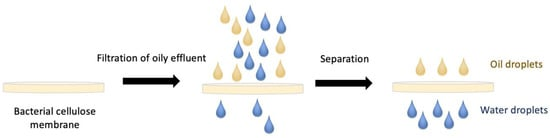 Filtration of oily effluent
Separation
Oil droplets
Bacterial cellulose
membrane
Water droplets